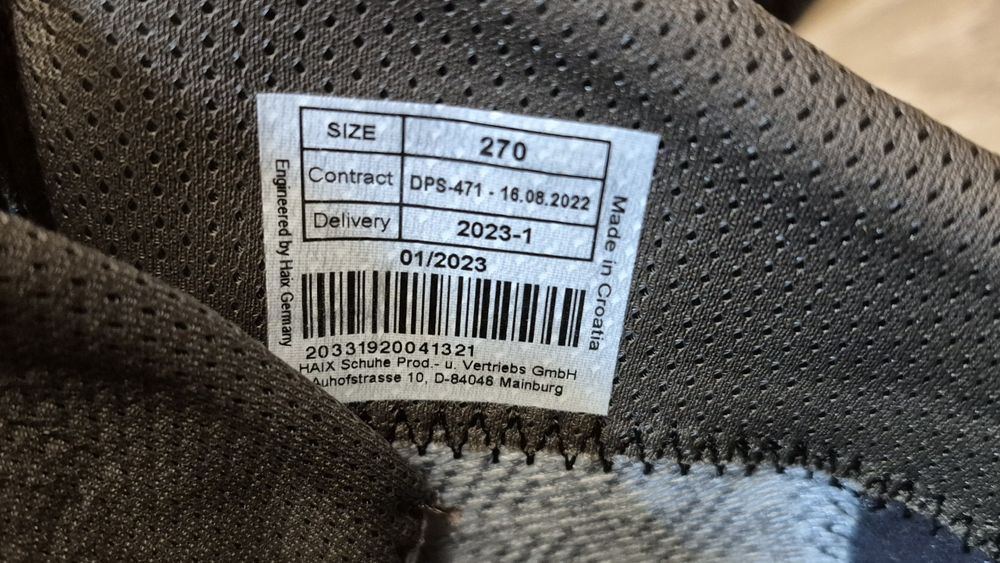 SIZE 270
Contract DPS-471 - 16.08.2022
Delivery 2023-1
01/2023
20331920041321
HAIX Schuhe Prod.- u. Vertriebs GmbH
Auhofstrasse 10, D-84048 Mainburg
Engineered by Haix Germany
Made in Croatia